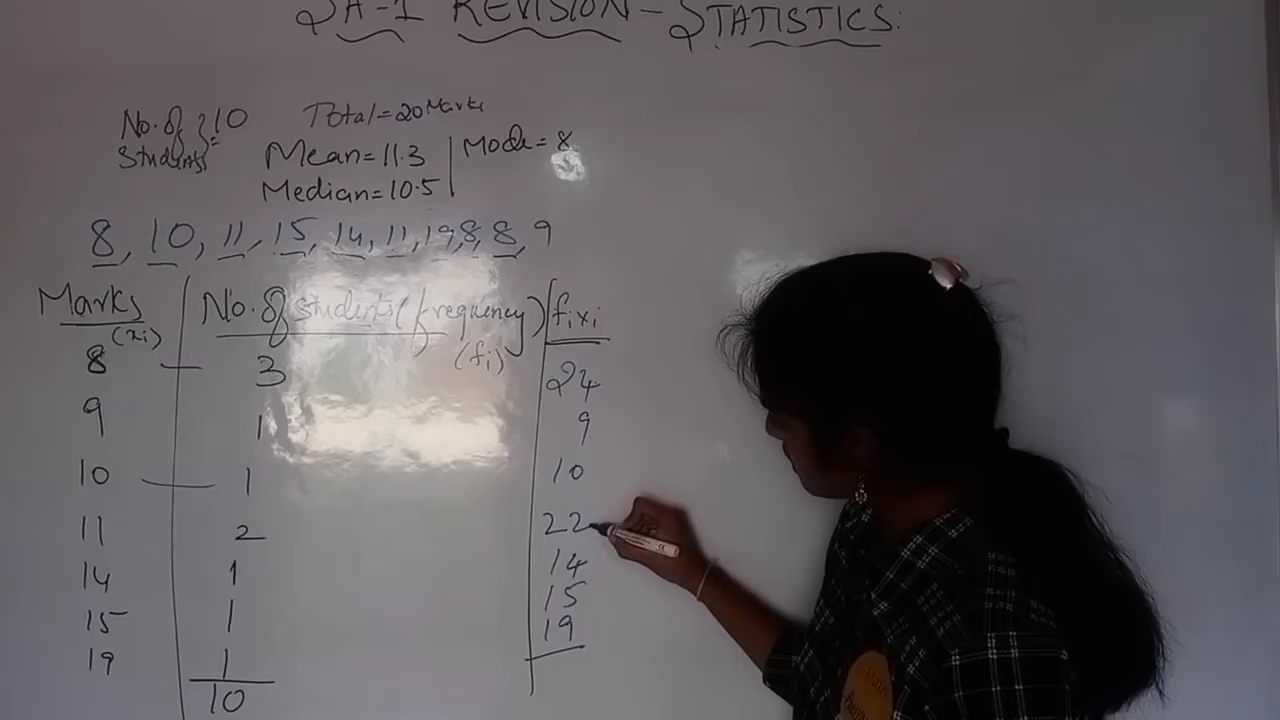 SA-1 REVISION - STATISTICS:
No. of Students } = 10
Total = 20 Marks
Mean = 11.3 | Mode = 8
Median = 10.5
8, 10, 11, 15, 14, 11, 19, 8, 8, 9
Marks (xi) | No. of students (frequency) (fi) | fixi
8 — 3 24
9 1 9
10 — 1 10
11 2 22
14 1 14
15 1 15
19 1 19
10